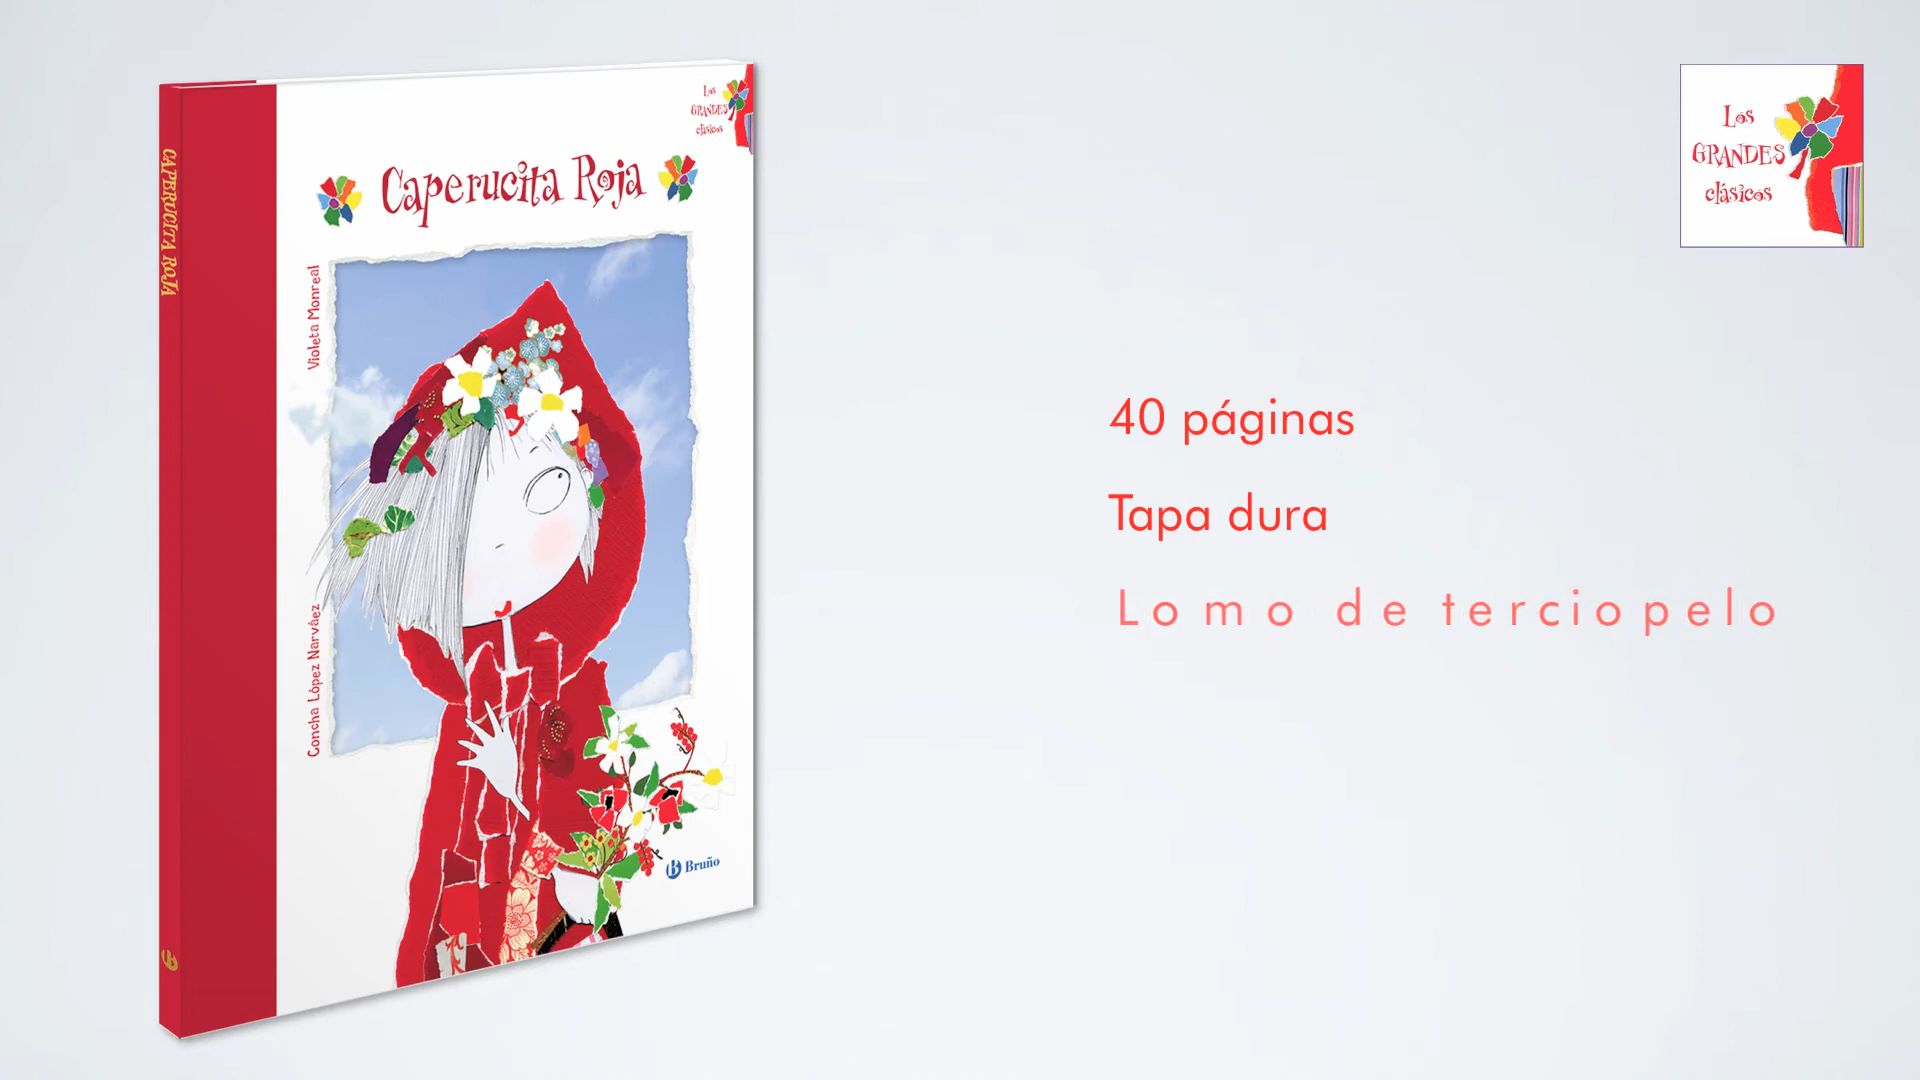 CAPERUCITA ROJA
Los
GRANDES
clásicos
Caperucita Roja
Violeta Monreal
Concha López Narváez
Bruño
Los
GRANDES
clásicos
40 páginas
Tapa dura
Lomo de terciopelo